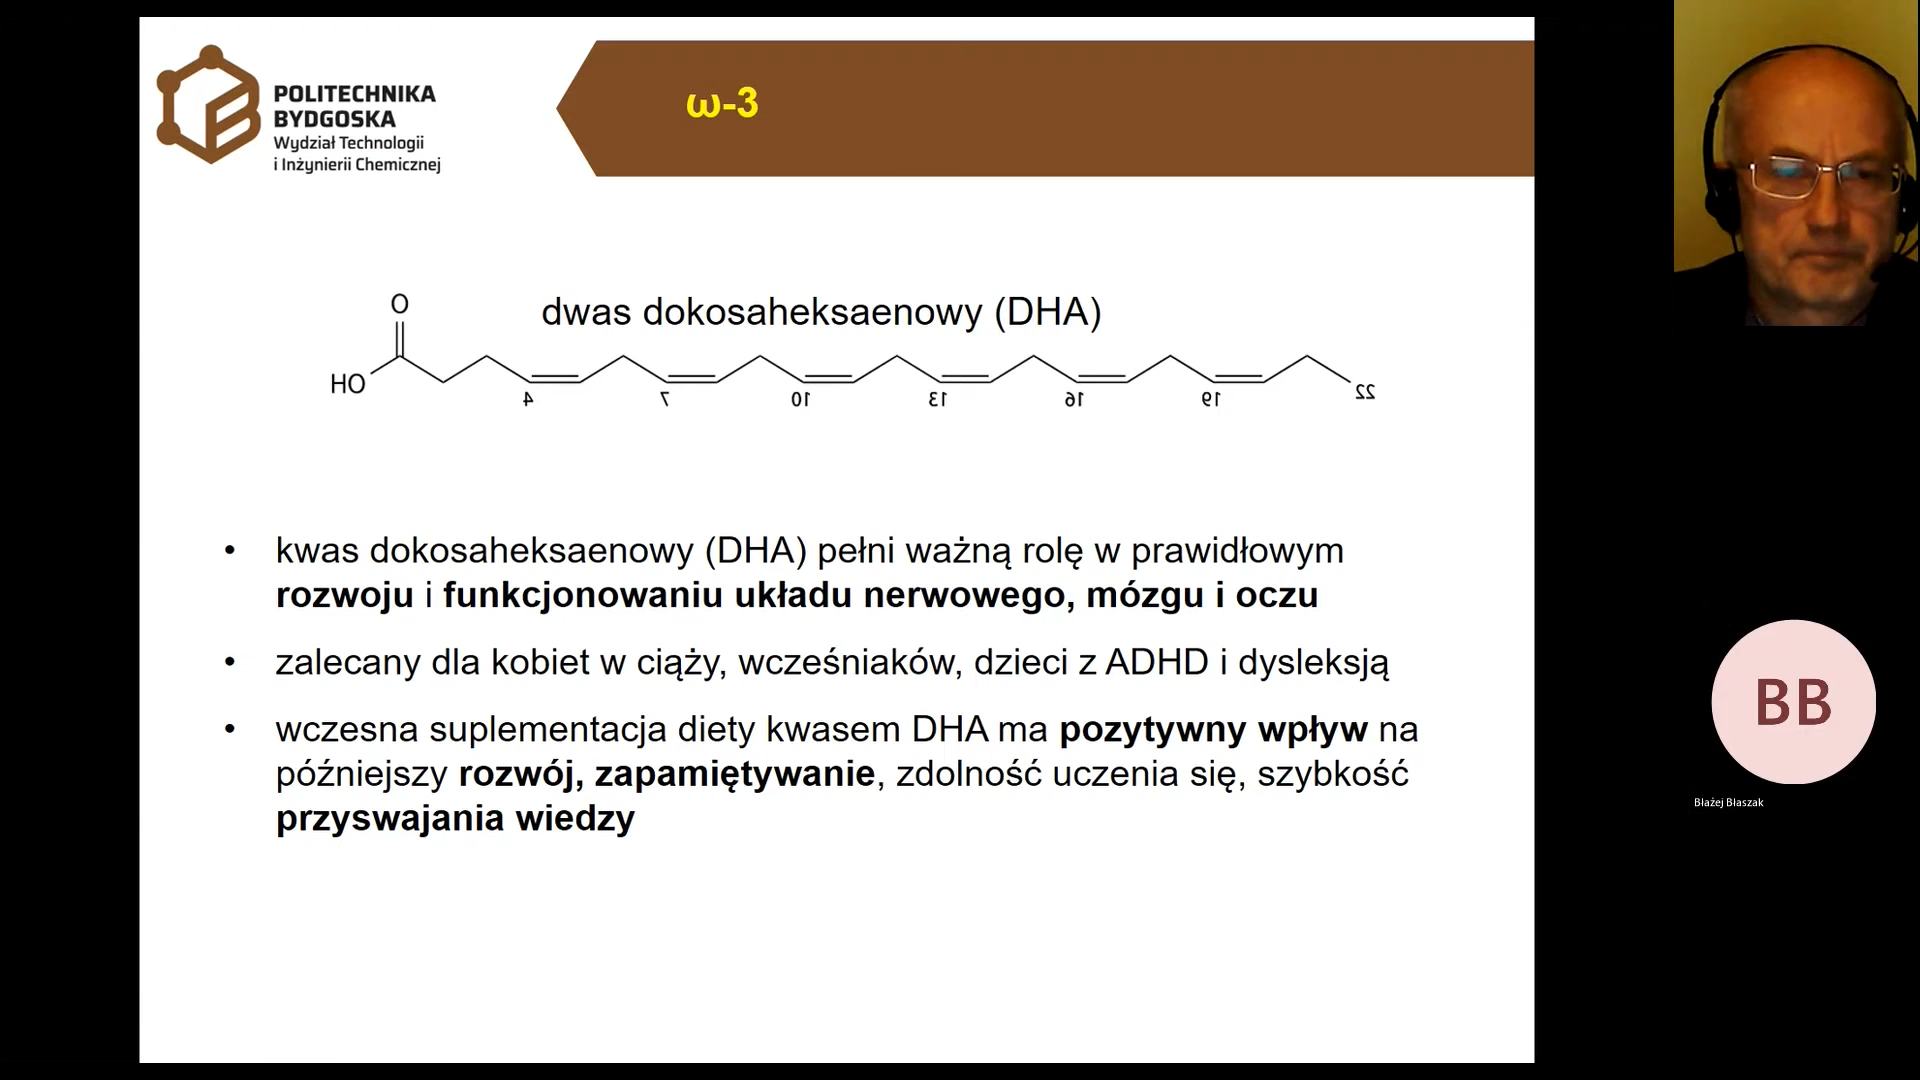 POLITECHNIKA
BYDGOSKA
Wydział Technologii
i Inżynierii Chemicznej
ω-3
dwas dokosaheksaenowy (DHA)
O
HO
4 7 10 13 16 19 22
• kwas dokosaheksaenowy (DHA) pełni ważną rolę w prawidłowym
rozwoju i funkcjonowaniu układu nerwowego, mózgu i oczu
• zalecany dla kobiet w ciąży, wcześniaków, dzieci z ADHD i dysleksją
• wczesna suplementacja diety kwasem DHA ma pozytywny wpływ na
późniejszy rozwój, zapamiętywanie, zdolność uczenia się, szybkość
przyswajania wiedzy
BB
Błażej Błaszak